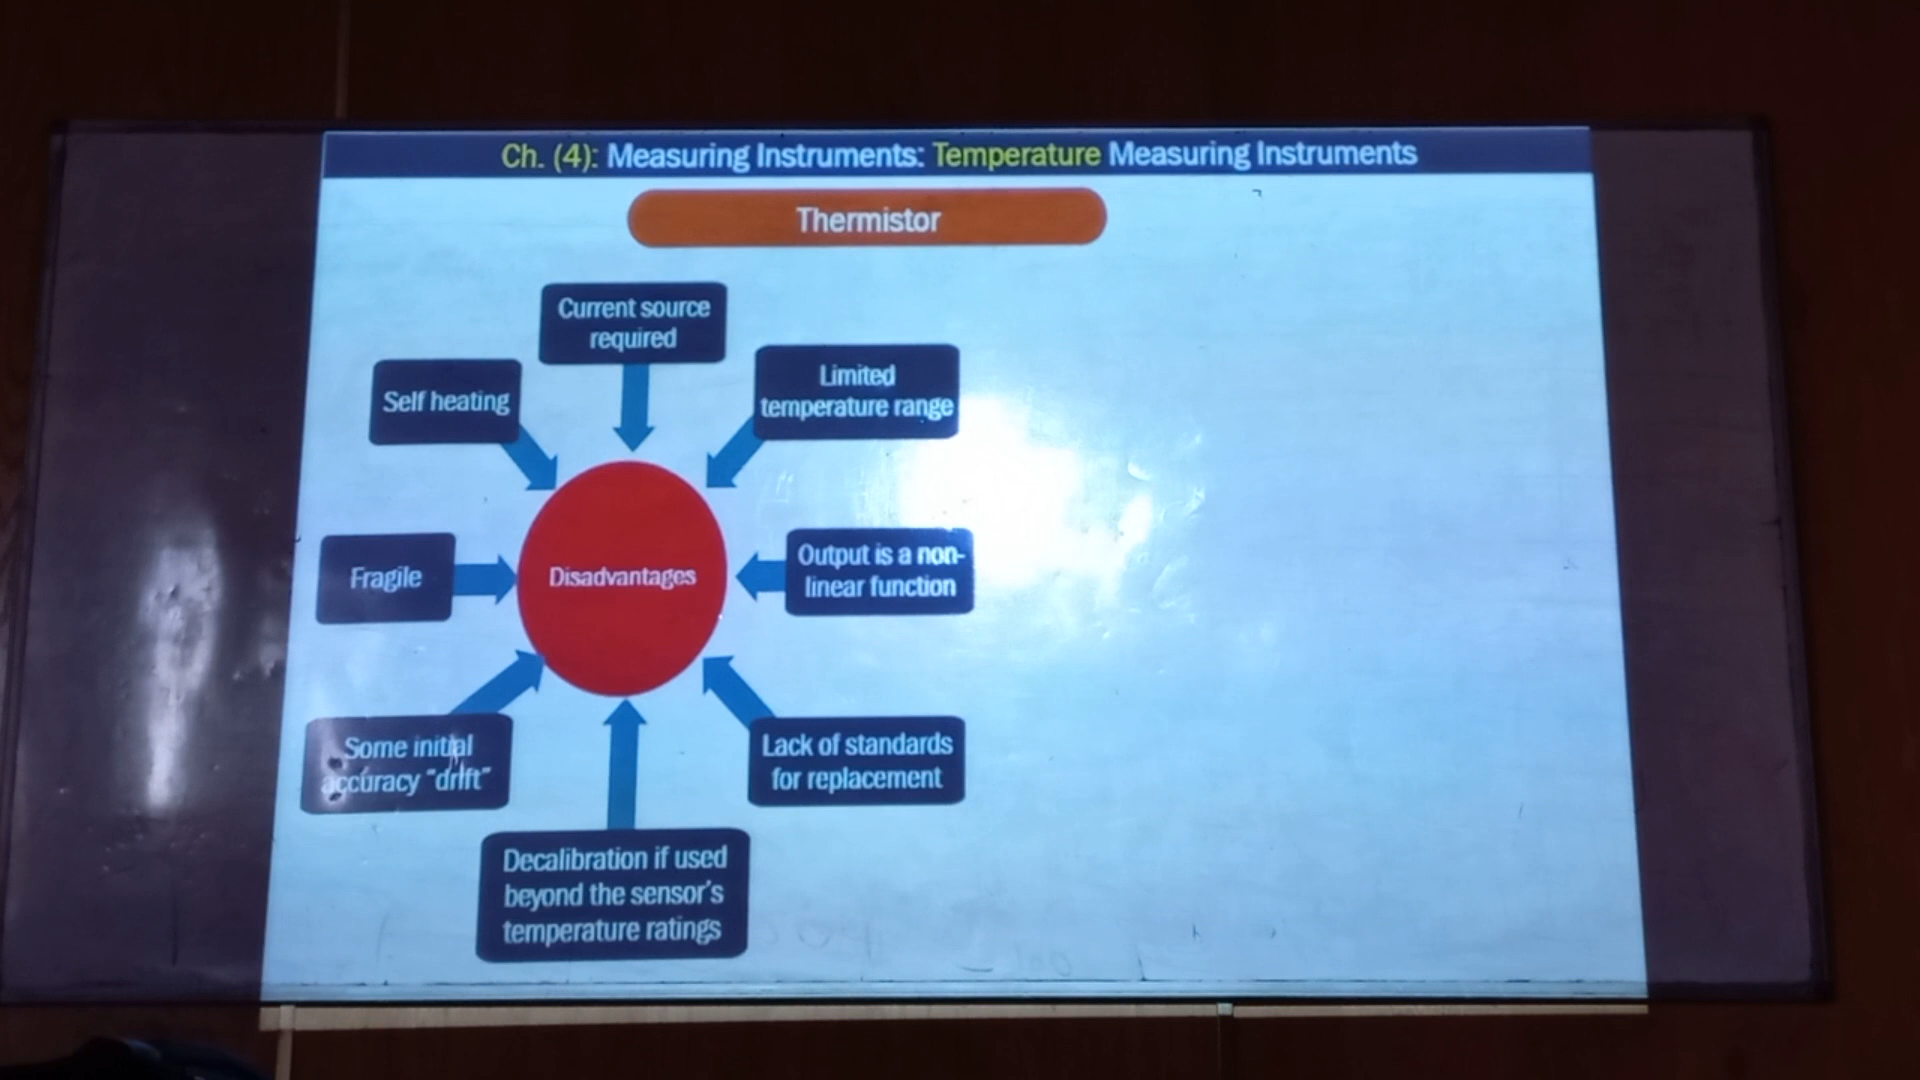 Ch. (4): Measuring Instruments: Temperature Measuring Instruments
Thermistor
Current source
required
Self heating
Limited
temperature range
Fragile
Disadvantages
Output is a non-
linear function
Some initial
accuracy "drift"
Lack of standards
for replacement
Decalibration if used
beyond the sensor's
temperature ratings